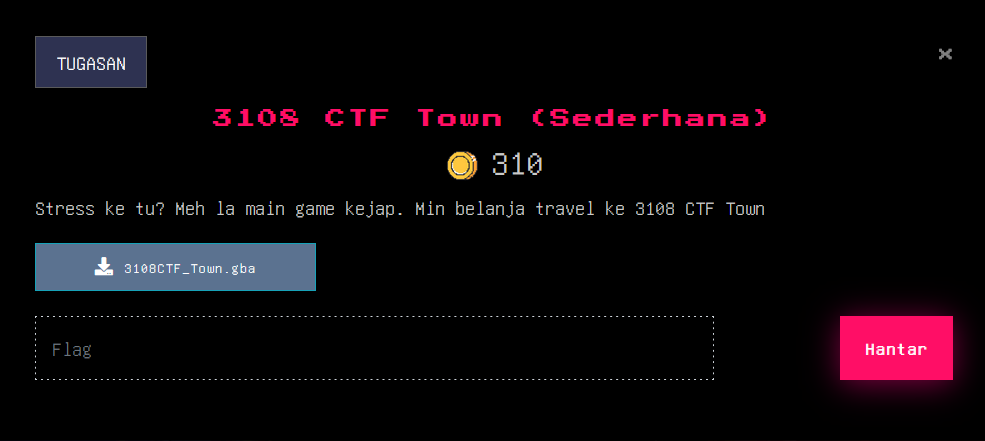 TUGASAN
×
3108 CTF Town (Sederhana)
310
Stress ke tu? Meh la main game kejap. Min belanja travel ke 3108 CTF Town
3108CTF_Town.gba
Flag
Hantar